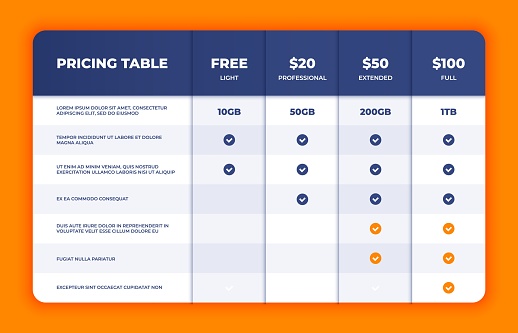 PRICING TABLE
FREE
LIGHT
$20
PROFESSIONAL
$50
EXTENDED
$100
FULL
LOREM IPSUM DOLOR SIT AMET, CONSECTETUR
ADIPISCING ELIT, SED DO EIUSMOD
10GB
50GB
200GB
1TB
TEMPOR INCIDIDUNT UT LABORE ET DOLORE
MAGNA ALIQUA
UT ENIM AD MINIM VENIAM, QUIS NOSTRUD
EXERCITATION ULLAMCO LABORIS NISI UT ALIQUIP
EX EA COMMODO CONSEQUAT
DUIS AUTE IRURE DOLOR IN REPREHENDERIT IN
VOLUPTATE VELIT ESSE CILLUM DOLORE EU
FUGIAT NULLA PARIATUR
EXCEPTEUR SINT OCCAECAT CUPIDATAT NON